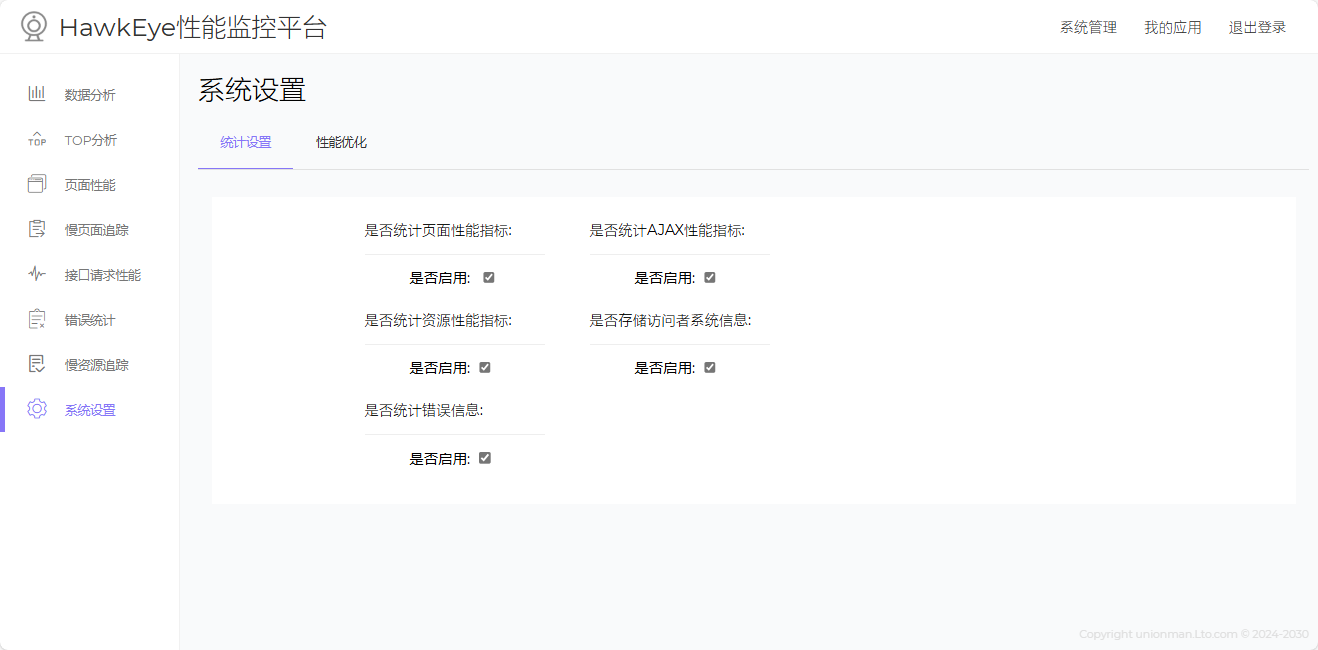 HawkEye性能监控平台
系统管理 我的应用 退出登录
数据分析
TOP分析
页面性能
慢页面追踪
接口请求性能
错误统计
慢资源追踪
系统设置
系统设置
统计设置 性能优化
是否统计页面性能指标: 是否统计AJAX性能指标:
是否启用: 是否启用:
是否统计资源性能指标: 是否存储访问者系统信息:
是否启用: 是否启用:
是否统计错误信息:
是否启用:
Copyright unionman.Lto.com © 2024-2030